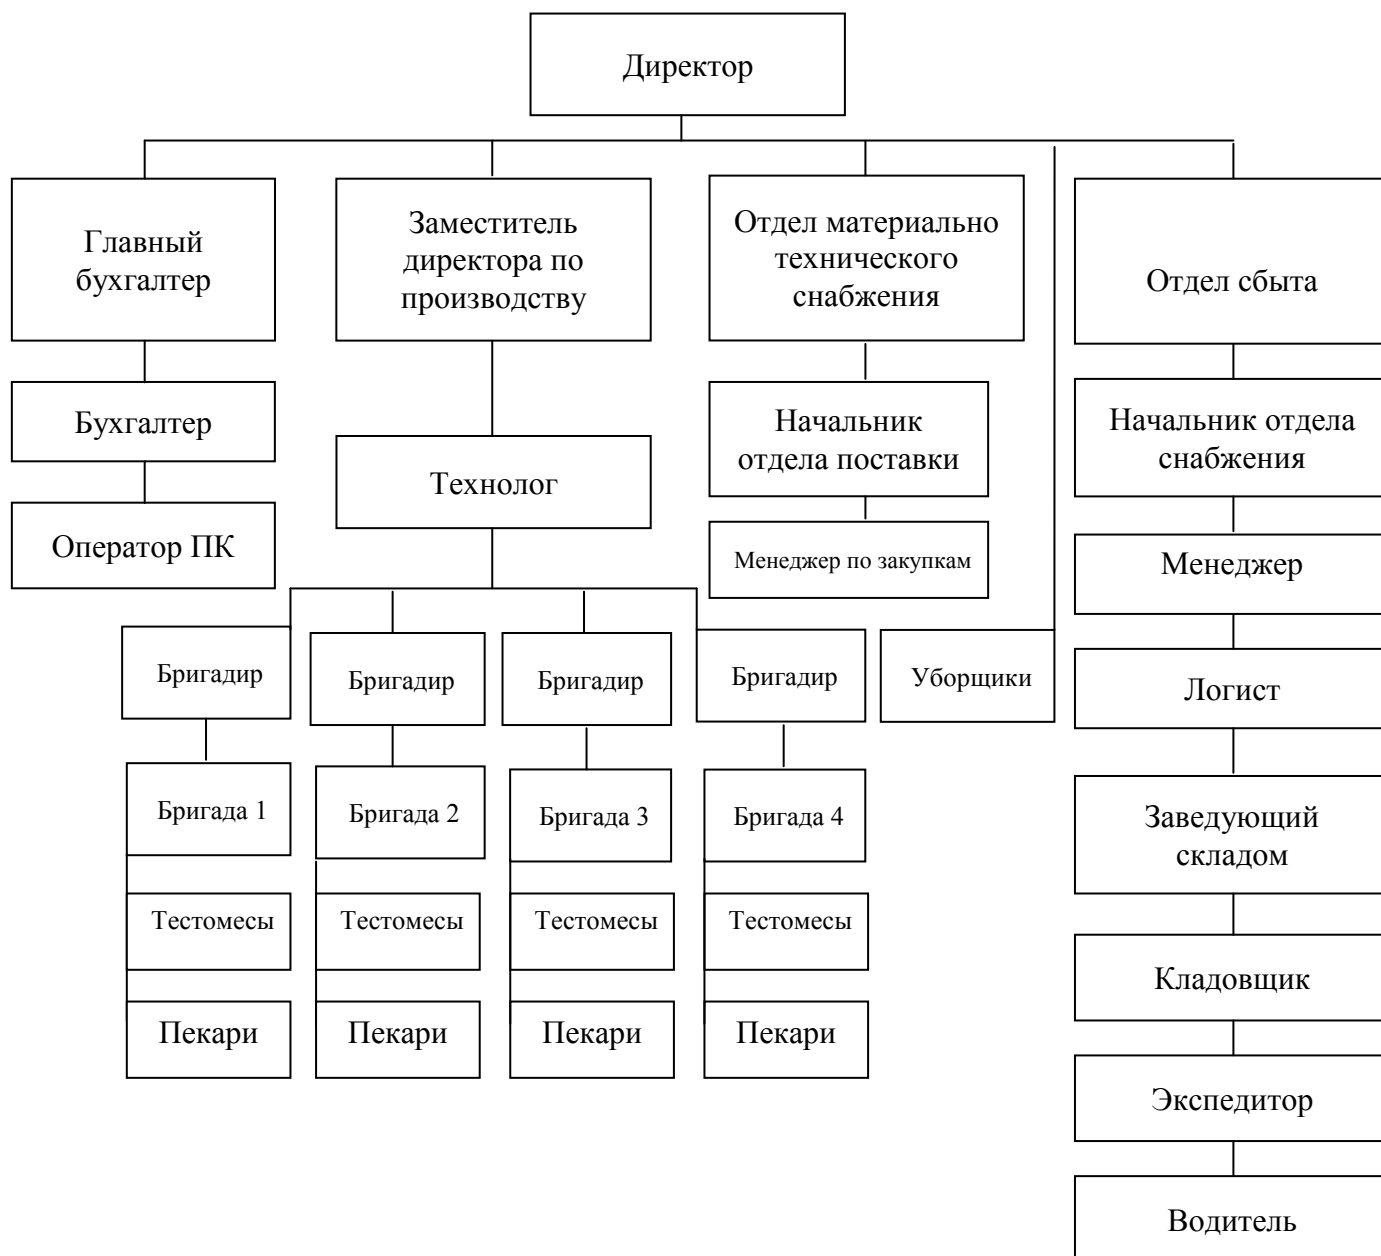 Директор
Главный
бухгалтер
Заместитель
директора по
производству
Отдел материально
технического
снабжения
Отдел сбыта
Бухгалтер
Начальник
отдела поставки
Начальник отдела
снабжения
Технолог
Оператор ПК
Менеджер по закупкам
Менеджер
Бригадир
Бригадир
Бригадир
Бригадир
Уборщики
Логист
Бригада 1
Бригада 2
Бригада 3
Бригада 4
Заведующий
складом
Тестомесы
Тестомесы
Тестомесы
Тестомесы
Кладовщик
Пекари
Пекари
Пекари
Пекари
Экспедитор
Водитель